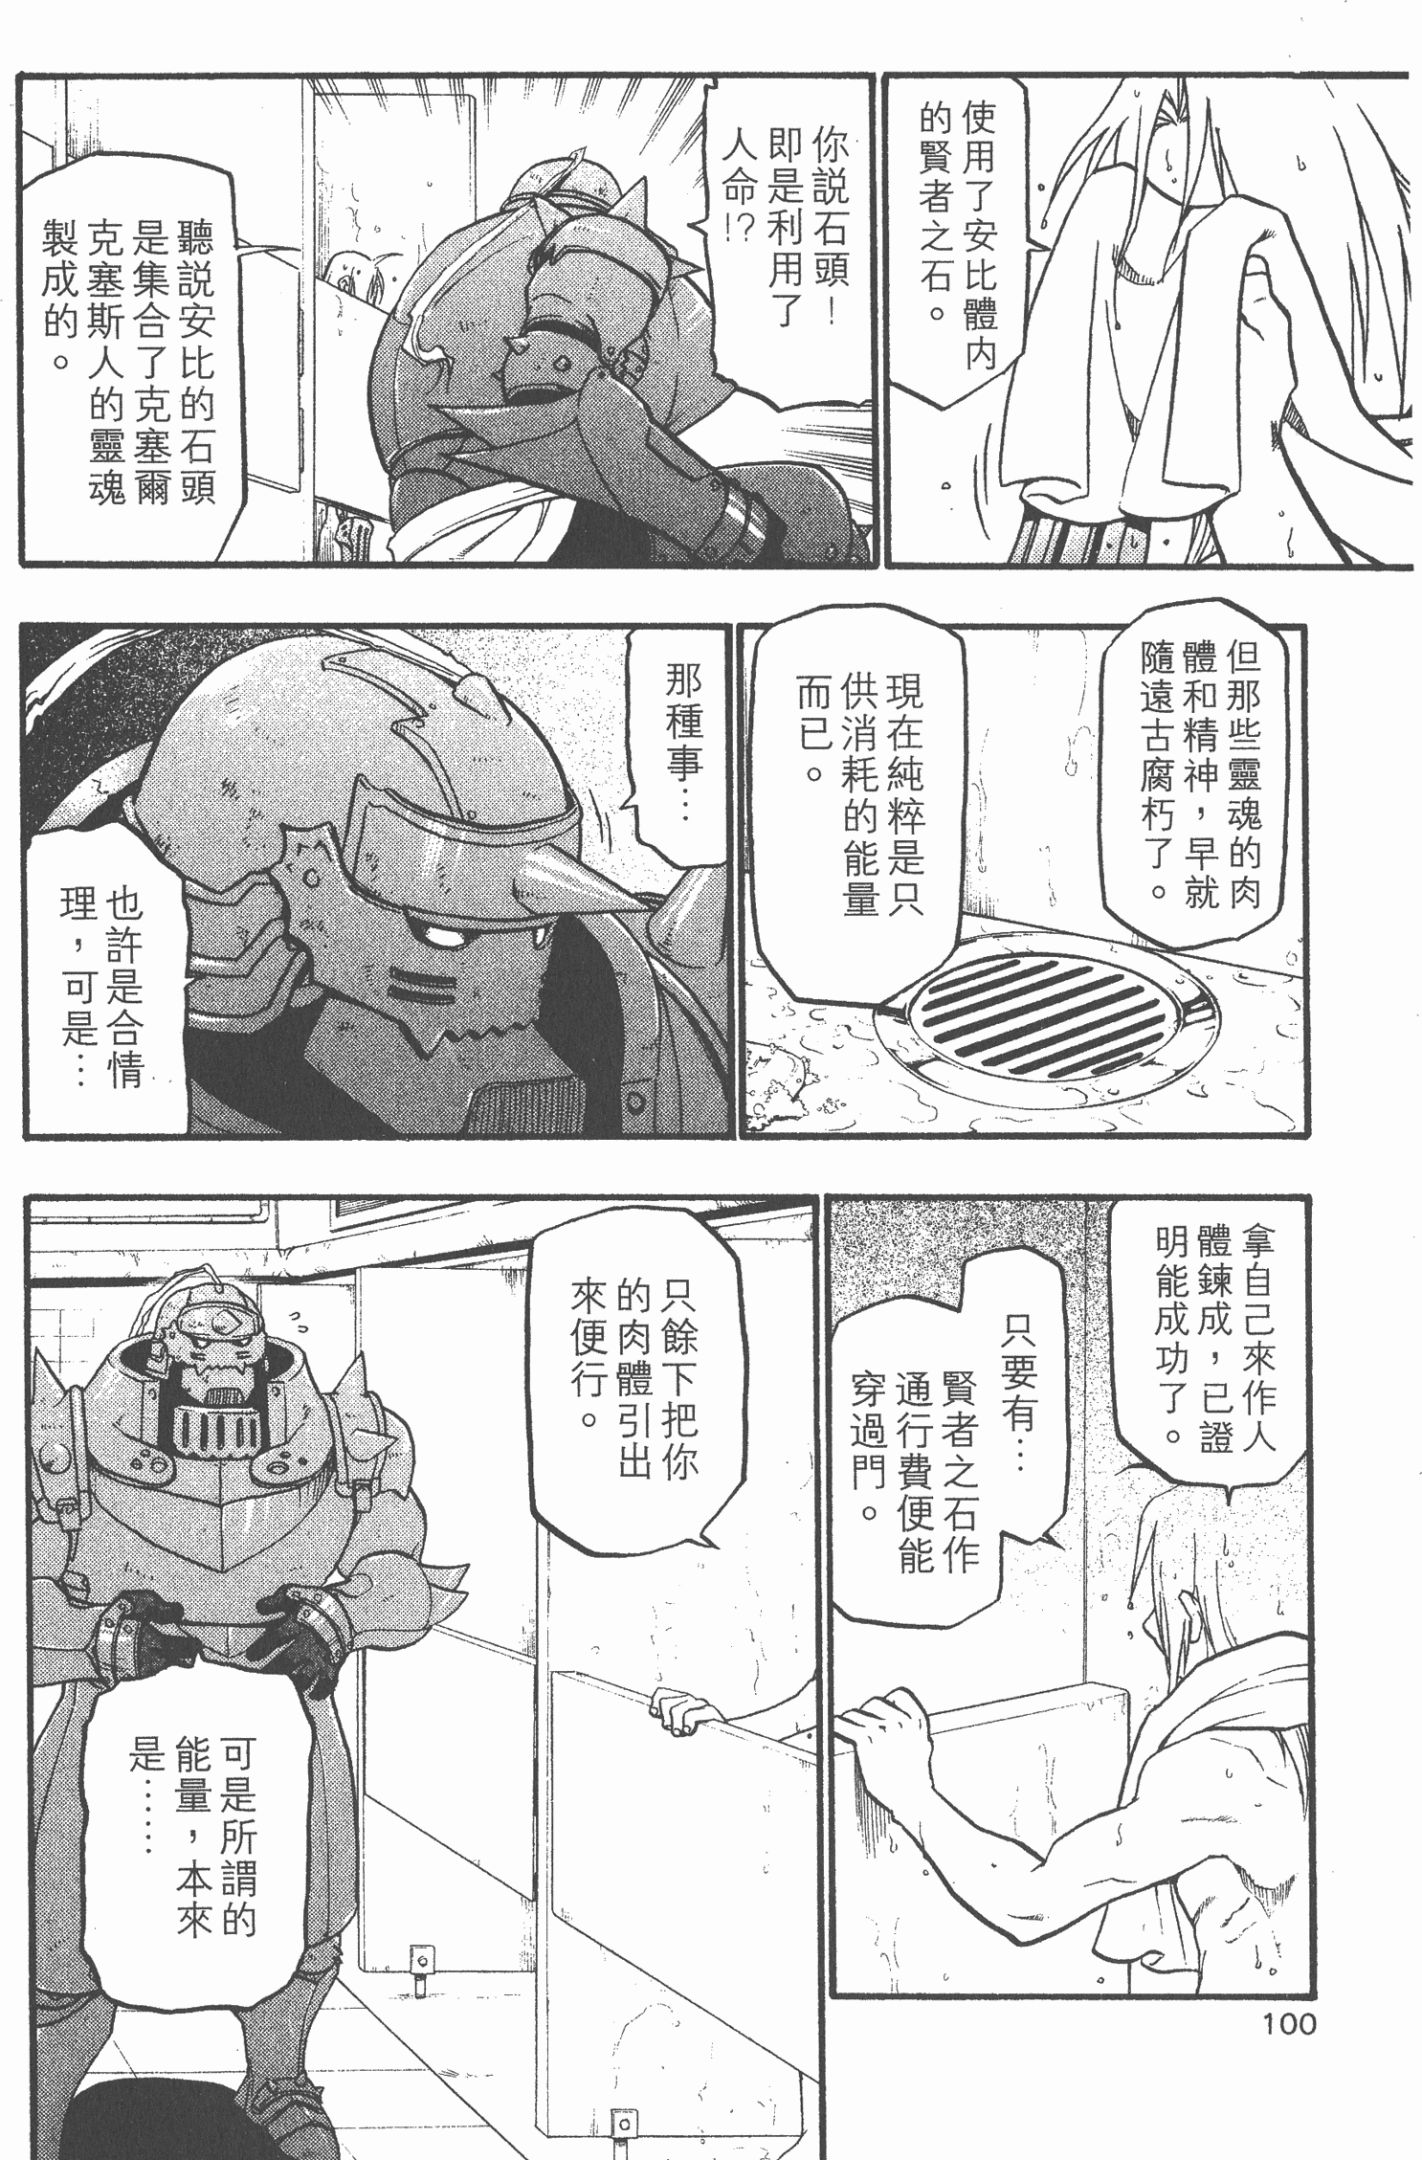 使用了安比體內
的賢者之石。
你説石頭！
即是利用了
人命!?
聽説安比的石頭
是集合了克塞爾
克塞斯人的靈魂
製成的。
但那些靈魂的肉
體和精神，早就
隨遠古腐朽了。
現在純粹是只
供消耗的能量
而已。
那種事…
也許是合情
理，可是…
拿自己來作人
體鍊成，已證
明能成功了。
只要有…
賢者之石作
通行費便能
穿過門。
只餘下把你
的肉體引出
來便行。
可是所謂的
能量，本來
是……
100